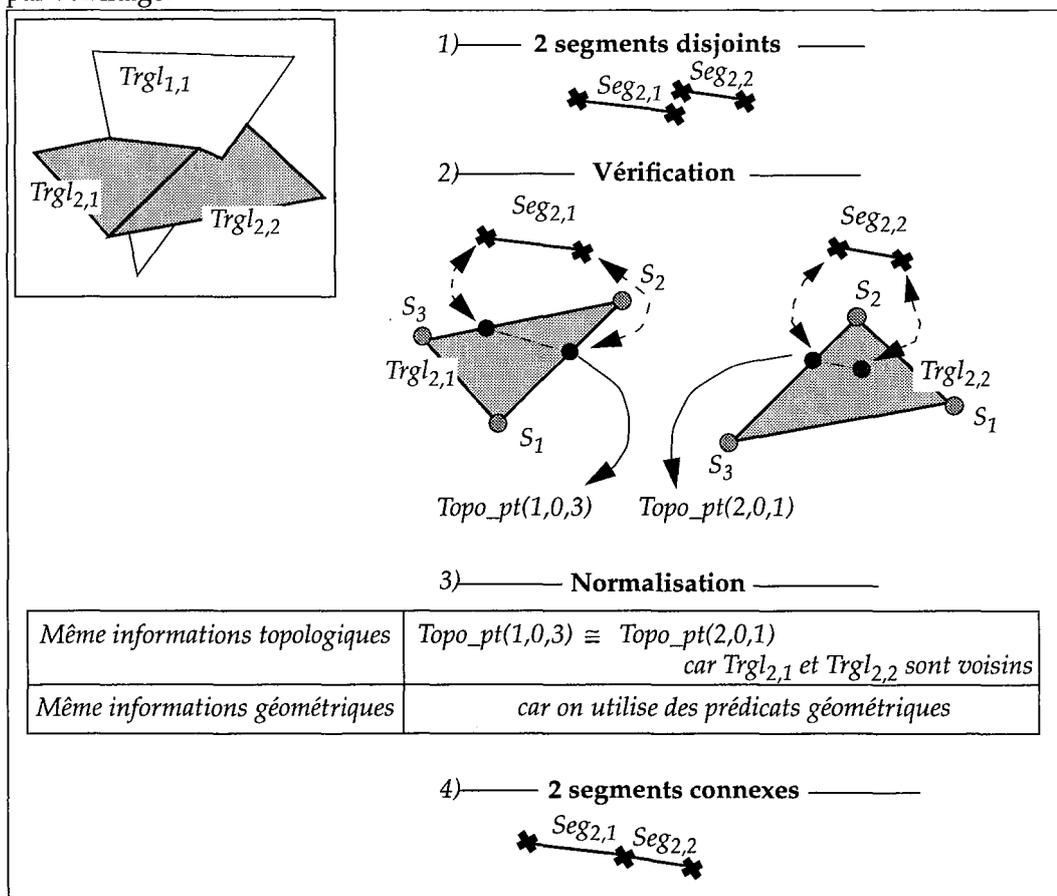 Trgl1,1
Trgl2,1
Trgl2,2
1) 2 segments disjoints
Seg2,1 Seg2,2
2) Vérification
Seg2,1
Seg2,2
S2
S3
S2
Trgl2,1
Trgl2,2
S1
S1
S3
Topo_pt(1,0,3) Topo_pt(2,0,1)
3) Normalisation
Même informations topologiques Topo_pt(1,0,3) ≡ Topo_pt(2,0,1)
car Trgl2,1 et Trgl2,2 sont voisins
Même informations géométriques car on utilise des prédicats géométriques
4) 2 segments connexes
Seg2,1 Seg2,2